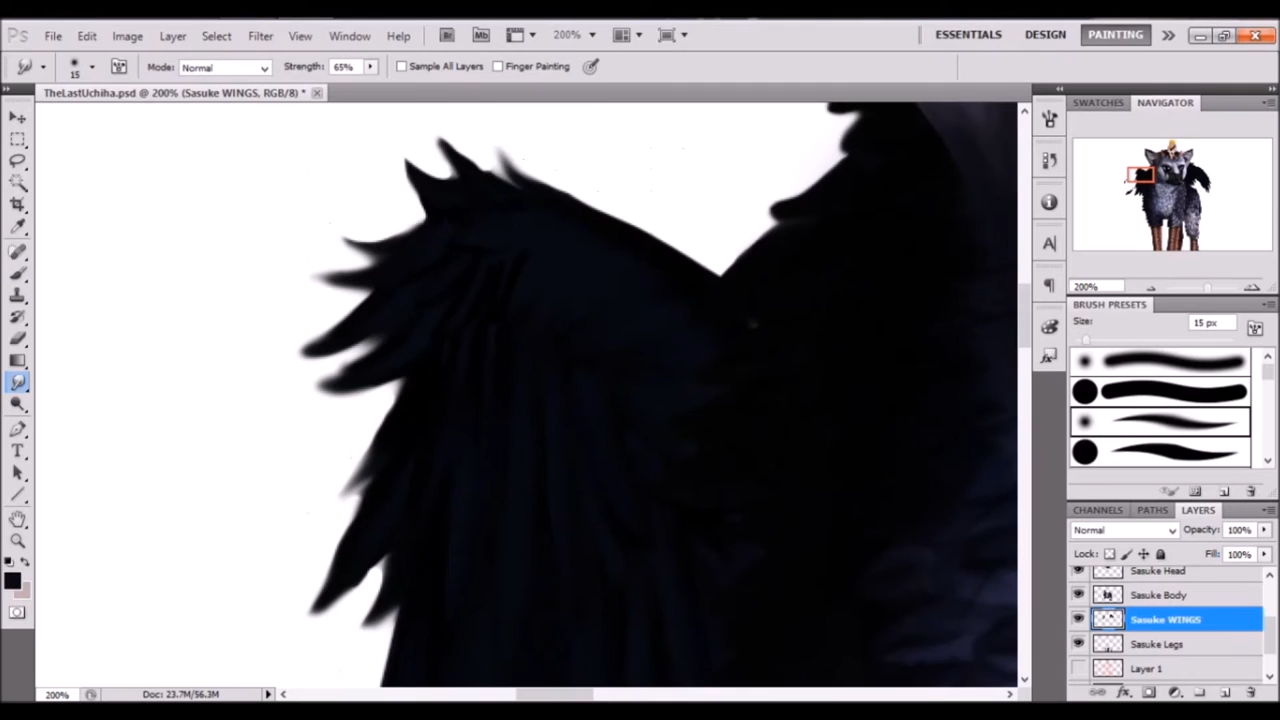 Ps File Edit Image Layer Select Filter View Window Help Br Mb 200% ESSENTIALS DESIGN PAINTING
15 Mode: Normal Strength: 65% Sample All Layers Finger Painting
TheLastUchiha.psd @ 200% (Sasuke WINGS, RGB/8) *
SWATCHES NAVIGATOR
200%
BRUSH PRESETS
Size: 15 px
CHANNELS PATHS LAYERS
Normal Opacity: 100%
Lock: Fill: 100%
Sasuke Head
Sasuke Body
Sasuke WINGS
Sasuke Legs
Layer 1
200% Doc: 23.7M/56.3M